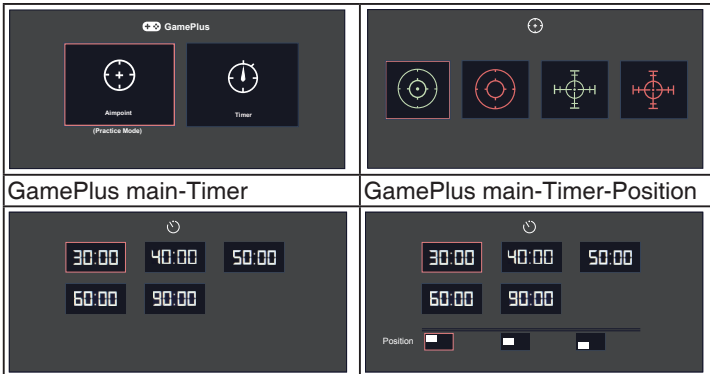 GamePlus
Aimpoint
Timer
(Practice Mode)
GamePlus main-Timer
GamePlus main-Timer-Position
30:00 40:00 50:00
60:00 90:00
30:00 40:00 50:00
60:00 90:00
Position